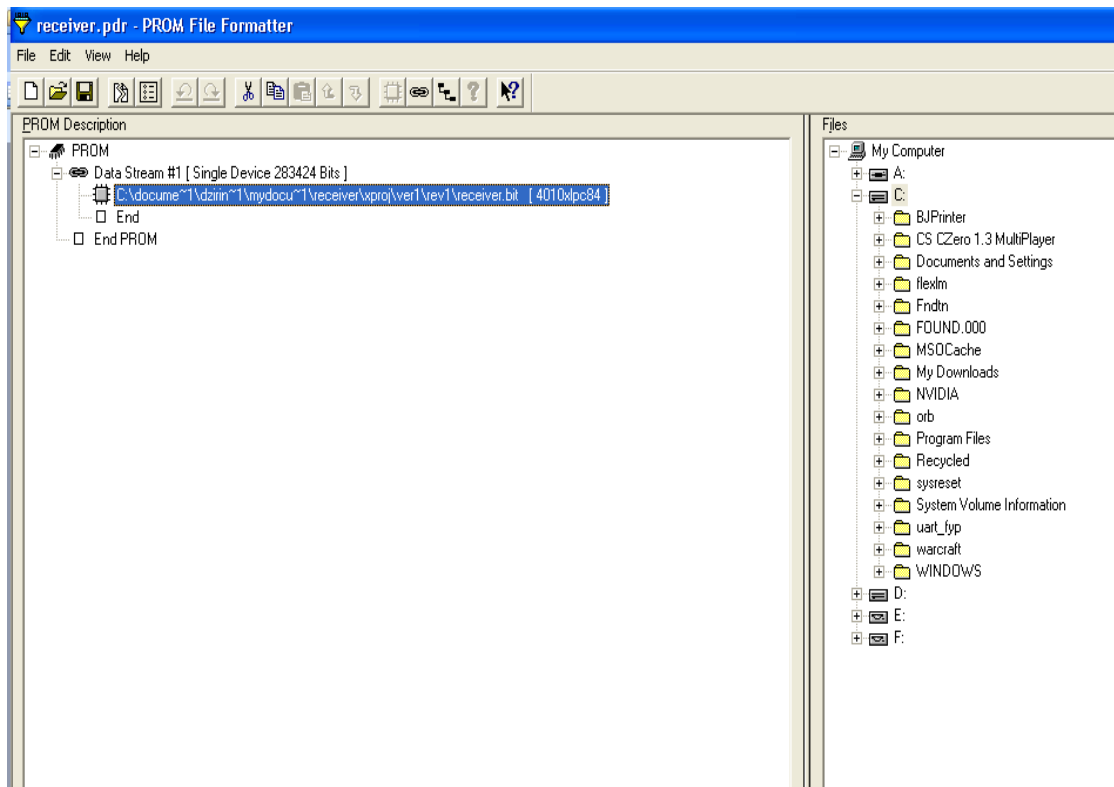 receiver.pdr - PROM File Formatter
File Edit View Help
PROM Description
PROM
Data Stream #1 [ Single Device 283424 Bits ]
C:\docume~1\dzirin~1\mydocu~1\receiver\xproj\ver1\rev1\receiver.bit [ 4010xlpc84 ]
End
End PROM
Files
My Computer
A:
C:
BJPrinter
CS CZero 1.3 MultiPlayer
Documents and Settings
flexlm
Fndtn
FOUND.000
MSOCache
My Downloads
NVIDIA
orb
Program Files
Recycled
sysreset
System Volume Information
uart_fyp
warcraft
WINDOWS
D:
E:
F: